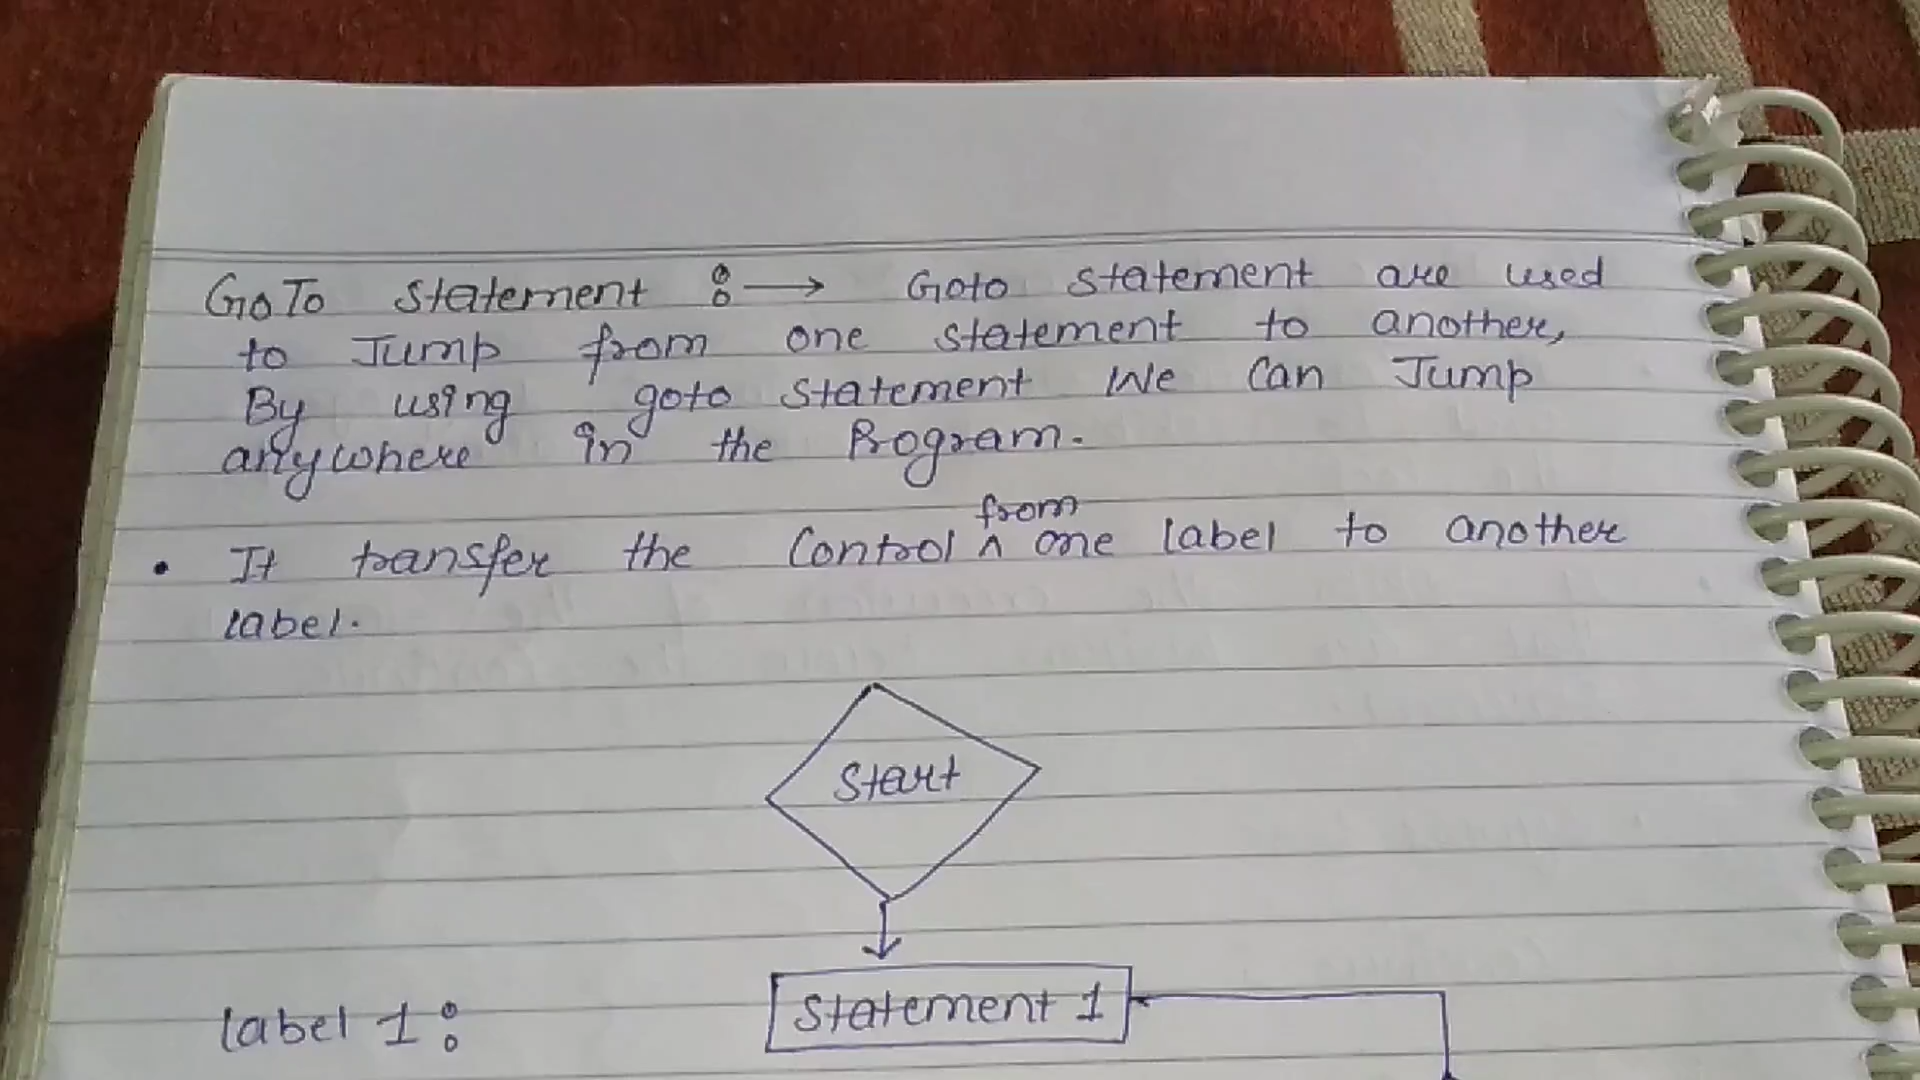 GoTo statement :→ Goto statement are used
to Jump from one statement to another,
By using goto statement We Can Jump
anywhere in the Program.
• It transfer the Control ^ from one label to another
label.
Start
label 1: Statement 1